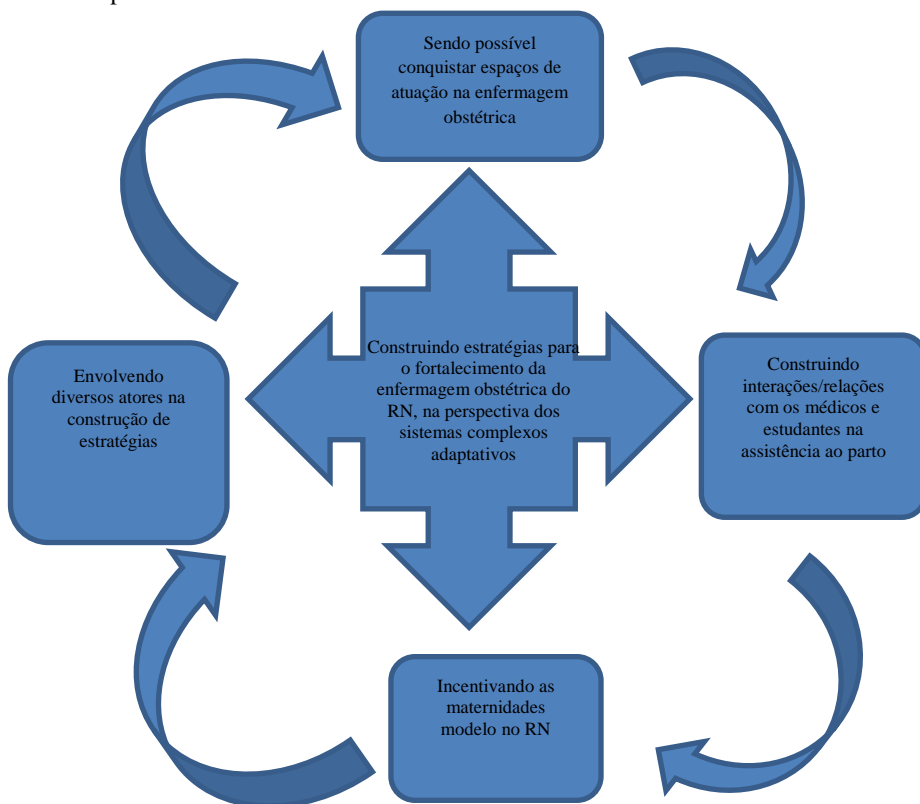 Sendo possível
conquistar espaços de
atuação na enfermagem
obstétrica
Construindo estratégias para
o fortalecimento da
enfermagem obstétrica do
RN, na perspectiva dos
sistemas complexos
adaptativos
Envolvendo
diversos atores na
construção de
estratégias
Construindo
interações/relações
com os médicos e
estudantes na
assistência ao parto
Incentivando as
maternidades
modelo no RN